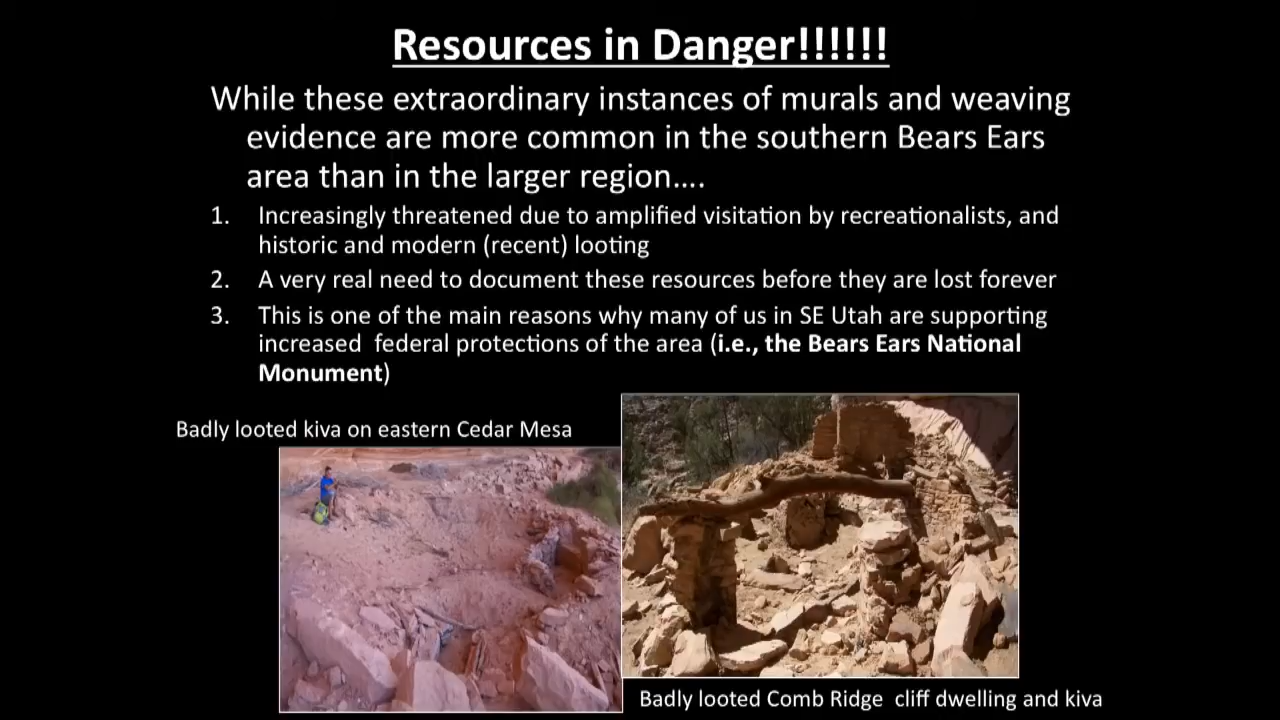 Resources in Danger!!!!!!
While these extraordinary instances of murals and weaving
evidence are more common in the southern Bears Ears
area than in the larger region….
1. Increasingly threatened due to amplified visitation by recreationalists, and
historic and modern (recent) looting
2. A very real need to document these resources before they are lost forever
3. This is one of the main reasons why many of us in SE Utah are supporting
increased  federal protections of the area (i.e., the Bears Ears National
Monument)
Badly looted kiva on eastern Cedar Mesa
Badly looted Comb Ridge  cliff dwelling and kiva